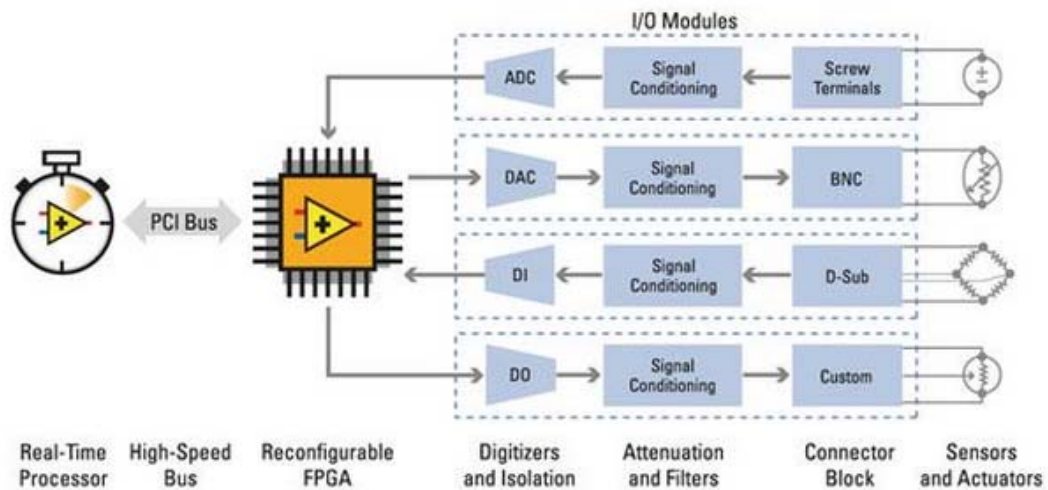 I/O Modules
ADC
Signal
Conditioning
Screw
Terminals
PCI Bus
DAC
Signal
Conditioning
BNC
DI
Signal
Conditioning
D-Sub
DO
Signal
Conditioning
Custom
Real-Time
Processor
High-Speed
Bus
Reconfigurable
FPGA
Digitizers
and Isolation
Attenuation
and Filters
Connector
Block
Sensors
and Actuators